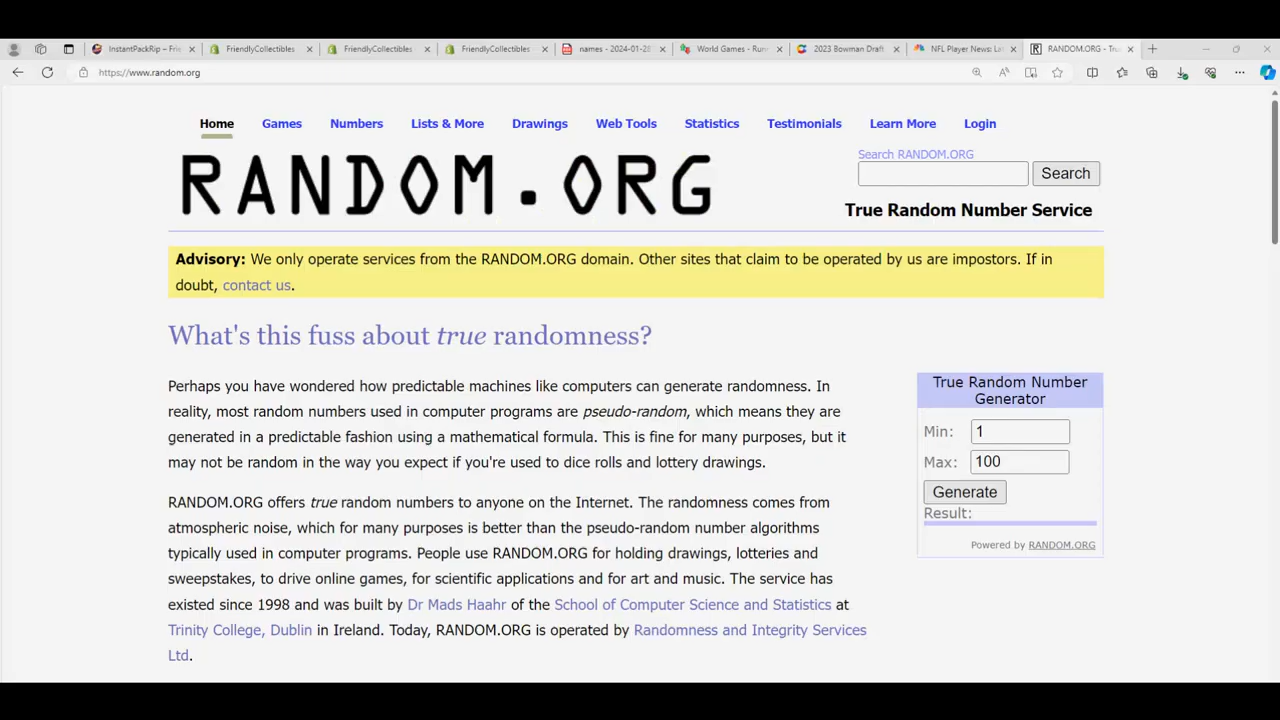 InstantPackRip - Frie
FriendlyCollectibles
FriendlyCollectibles
FriendlyCollectibles
names - 2024-01-28
World Games - Run
2023 Bowman Draft
NFL Player News: La
RANDOM.ORG - Tru
https://www.random.org
Home Games Numbers Lists & More Drawings Web Tools Statistics Testimonials Learn More Login
RANDOM.ORG
Search RANDOM.ORG
Search
True Random Number Service
Advisory: We only operate services from the RANDOM.ORG domain. Other sites that claim to be operated by us are impostors. If in
doubt, contact us.
What's this fuss about true randomness?
Perhaps you have wondered how predictable machines like computers can generate randomness. In
reality, most random numbers used in computer programs are pseudo-random, which means they are
generated in a predictable fashion using a mathematical formula. This is fine for many purposes, but it
may not be random in the way you expect if you're used to dice rolls and lottery drawings.
RANDOM.ORG offers true random numbers to anyone on the Internet. The randomness comes from
atmospheric noise, which for many purposes is better than the pseudo-random number algorithms
typically used in computer programs. People use RANDOM.ORG for holding drawings, lotteries and
sweepstakes, to drive online games, for scientific applications and for art and music. The service has
existed since 1998 and was built by Dr Mads Haahr of the School of Computer Science and Statistics at
Trinity College, Dublin in Ireland. Today, RANDOM.ORG is operated by Randomness and Integrity Services
Ltd.
True Random Number
Generator
Min: 1
Max: 100
Generate
Result:
Powered by RANDOM.ORG